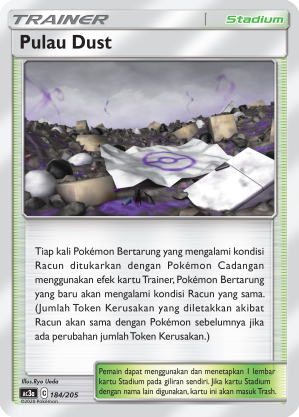 TRAINER Stadium
Pulau Dust
Tiap kali Pokémon Bertarung yang mengalami kondisi
Racun ditukarkan dengan Pokémon Cadangan
menggunakan efek kartu Trainer, Pokémon Bertarung
yang baru akan mengalami kondisi Racun yang sama.
(Jumlah Token Kerusakan yang diletakkan akibat
Racun akan sama dengan Pokémon sebelumnya jika
ada perubahan jumlah Token Kerusakan.)
Illus.Ryo Ueda
Pemain dapat menggunakan dan menetapkan 1 lembar
kartu Stadium pada giliran sendiri. Jika kartu Stadium
dengan nama lain digunakan, kartu ini akan masuk Trash.
AC3a C 184/205
©2020 Pokémon.